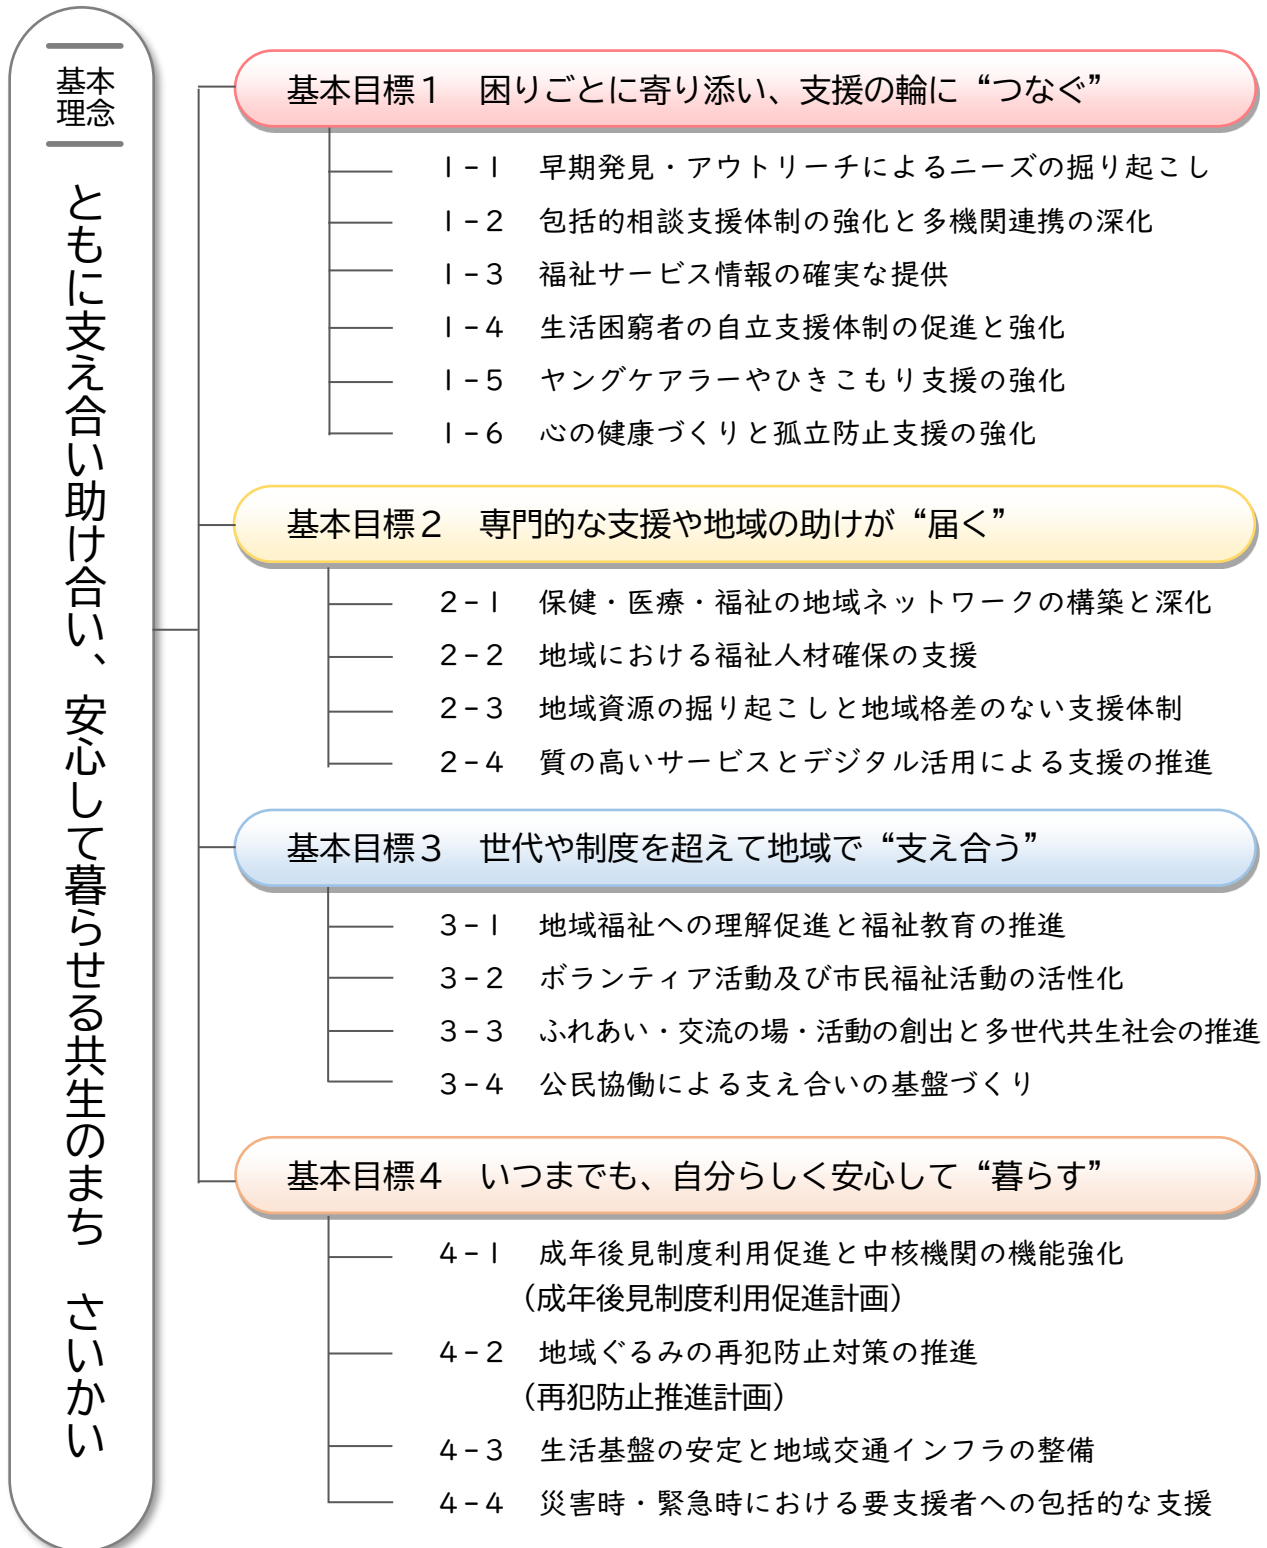 基本
理念
ともに支え合い助け合い、安心して暮らせる共生のまち　さいかい
基本目標１　困りごとに寄り添い、支援の輪に“つなぐ”
１-１　早期発見・アウトリーチによるニーズの掘り起こし
１-２　包括的相談支援体制の強化と多機関連携の深化
１-３　福祉サービス情報の確実な提供
１-４　生活困窮者の自立支援体制の促進と強化
１-５　ヤングケアラーやひきこもり支援の強化
１-６　心の健康づくりと孤立防止支援の強化
基本目標２　専門的な支援や地域の助けが“届く”
２-１　保健・医療・福祉の地域ネットワークの構築と深化
２-２　地域における福祉人材確保の支援
２-３　地域資源の掘り起こしと地域格差のない支援体制
２-４　質の高いサービスとデジタル活用による支援の推進
基本目標３　世代や制度を超えて地域で“支え合う”
３-１　地域福祉への理解促進と福祉教育の推進
３-２　ボランティア活動及び市民福祉活動の活性化
３-３　ふれあい・交流の場・活動の創出と多世代共生社会の推進
３-４　公民協働による支え合いの基盤づくり
基本目標４　いつまでも、自分らしく安心して“暮らす”
４-１　成年後見制度利用促進と中核機関の機能強化
（成年後見制度利用促進計画）
４-２　地域ぐるみの再犯防止対策の推進
（再犯防止推進計画）
４-３　生活基盤の安定と地域交通インフラの整備
４-４　災害時・緊急時における要支援者への包括的な支援